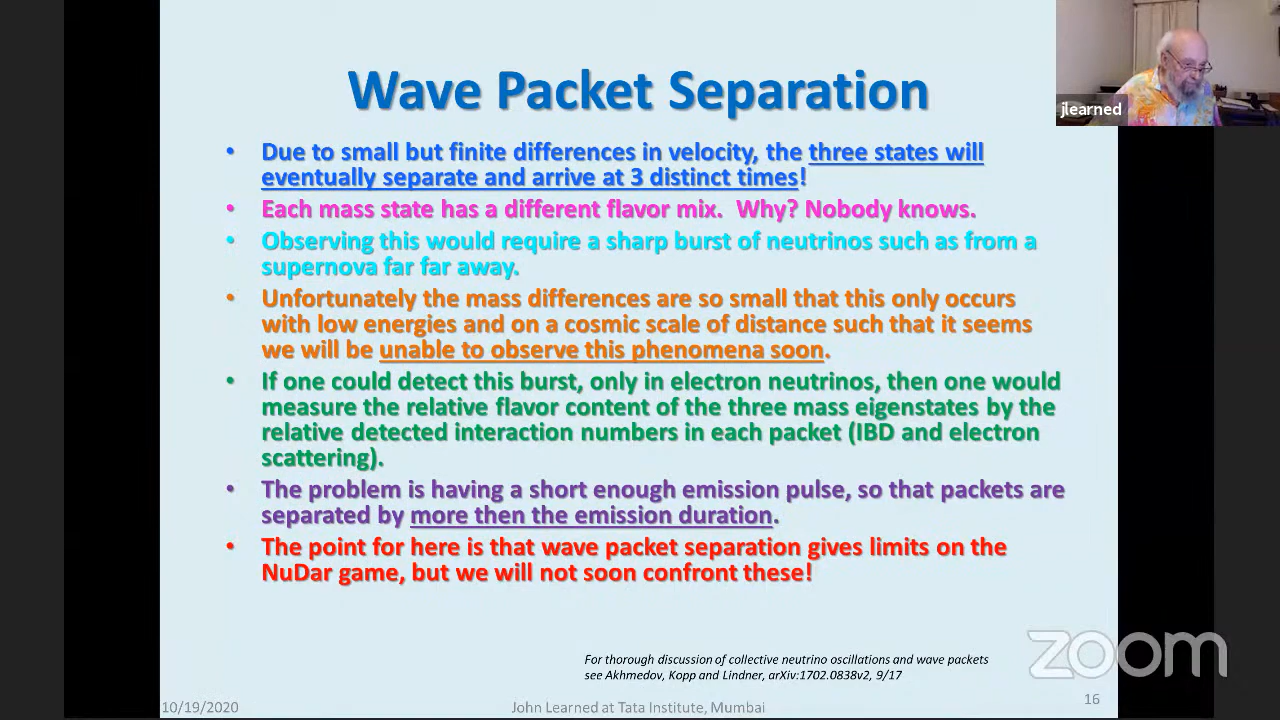 Wave Packet Separation
jlearned
• Due to small but finite differences in velocity, the three states will
eventually separate and arrive at 3 distinct times!
• Each mass state has a different flavor mix. Why? Nobody knows.
• Observing this would require a sharp burst of neutrinos such as from a
supernova far far away.
• Unfortunately the mass differences are so small that this only occurs
with low energies and on a cosmic scale of distance such that it seems
we will be unable to observe this phenomena soon.
• If one could detect this burst, only in electron neutrinos, then one would
measure the relative flavor content of the three mass eigenstates by the
relative detected interaction numbers in each packet (IBD and electron
scattering).
• The problem is having a short enough emission pulse, so that packets are
separated by more then the emission duration.
• The point for here is that wave packet separation gives limits on the
NuDar game, but we will not soon confront these!
For thorough discussion of collective neutrino oscillations and wave packets
see Akhmedov, Kopp and Lindner, arXiv:1702.0838v2, 9/17
zoom
10/19/2020
John Learned at Tata Institute, Mumbai
16